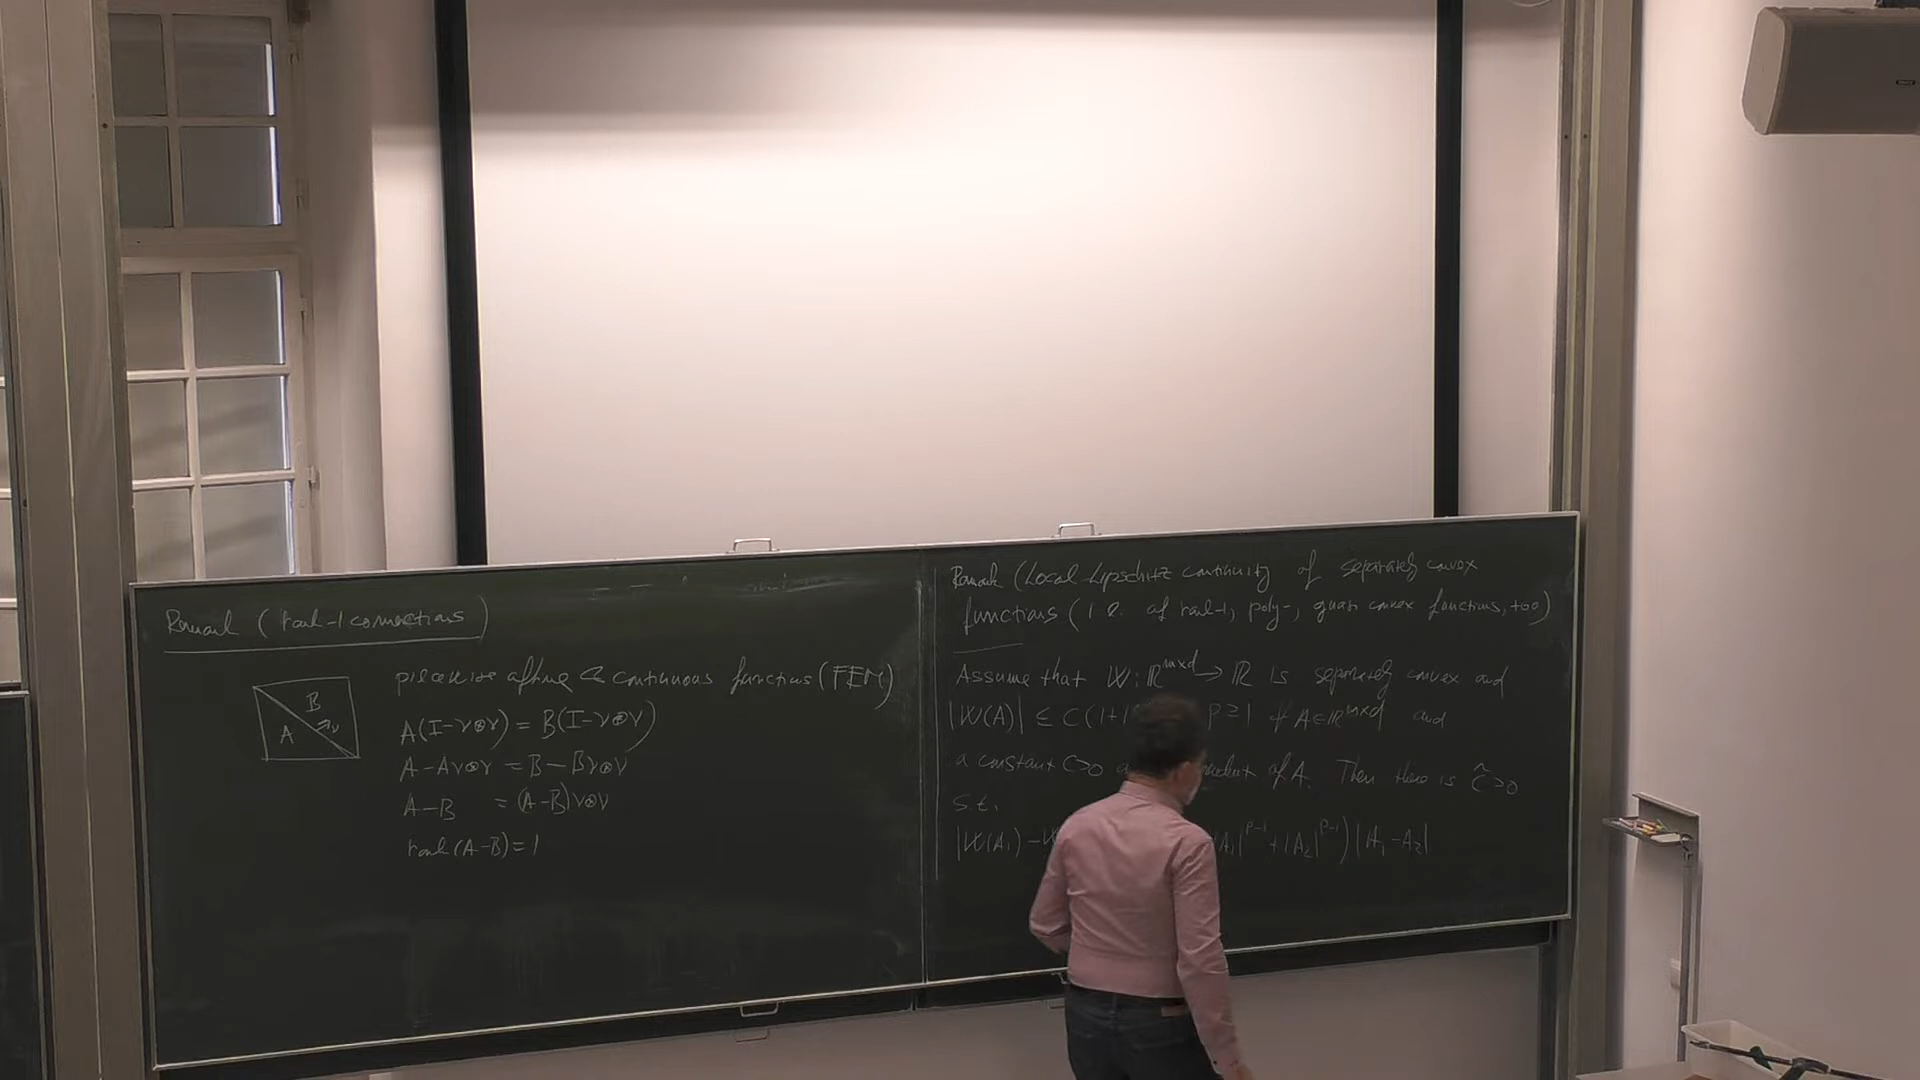 Remark (rank-1 connections)
piecewise affine & continuous functions (FEM)
B
A
ν
A(I-ν⊗ν) = B(I-ν⊗ν)
A-Aν⊗ν = B-Bν⊗ν
A-B = (A-B)ν⊗ν
rank(A-B)=1
Remark (Local Lipschitz continuity of separately convex
functions (i.e. of rank-1, poly-, quasi convex functions, too)
Assume that W: ℝ^{m×d} → ℝ is separately convex and
|W(A)| ≤ C(1+| p≥1 if A∈ℝ^{m×d} and
a constant C>0 of A. Then there is C̃>0
s.t.
|W(A₁)- A₁|^{p-1}+|A₂|^{p-1})|A₁-A₂|